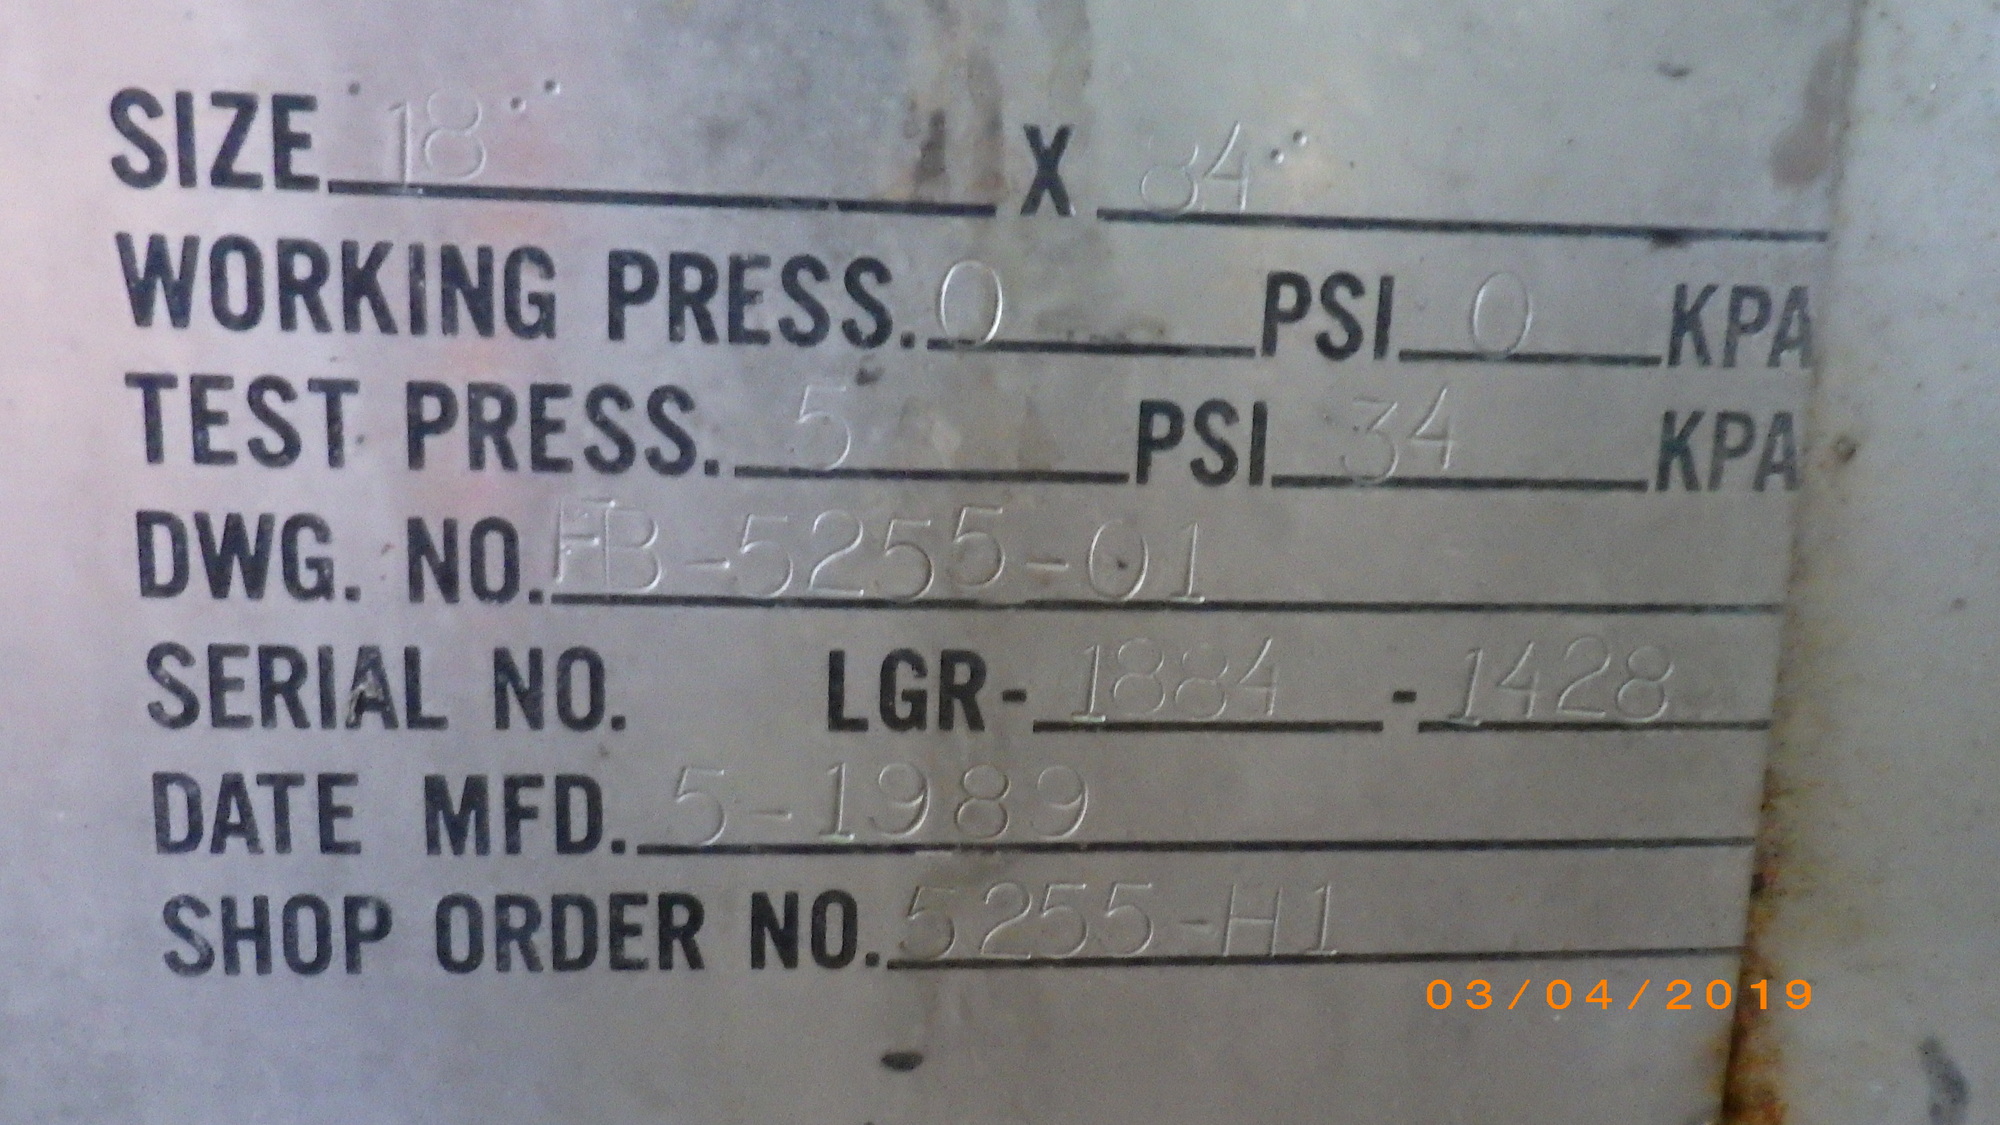 SIZE 18" X 84"
WORKING PRESS. 0 PSI 0 KPA
TEST PRESS. 5 PSI 34 KPA
DWG. NO. FB-5255-01
SERIAL NO. LGR- 1884 - 1428
DATE MFD. 5-1989
SHOP ORDER NO. 5255-H1
03/04/2019